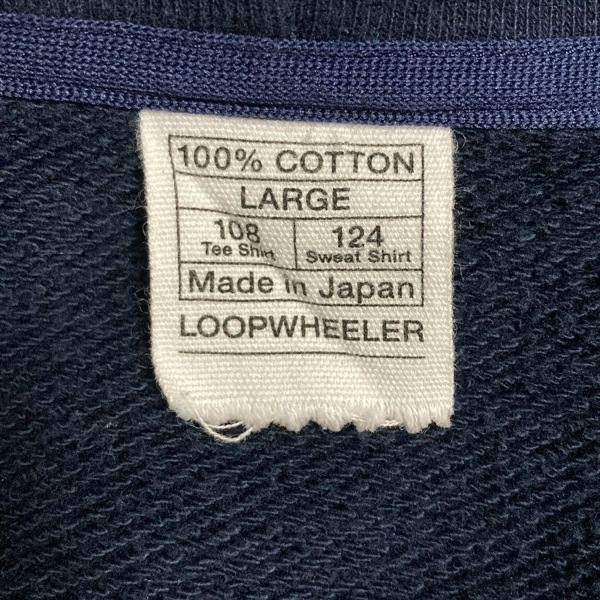 100% COTTON
LARGE
108 124
Tee Shirt Sweat Shirt
Made in Japan
LOOPWHEELER